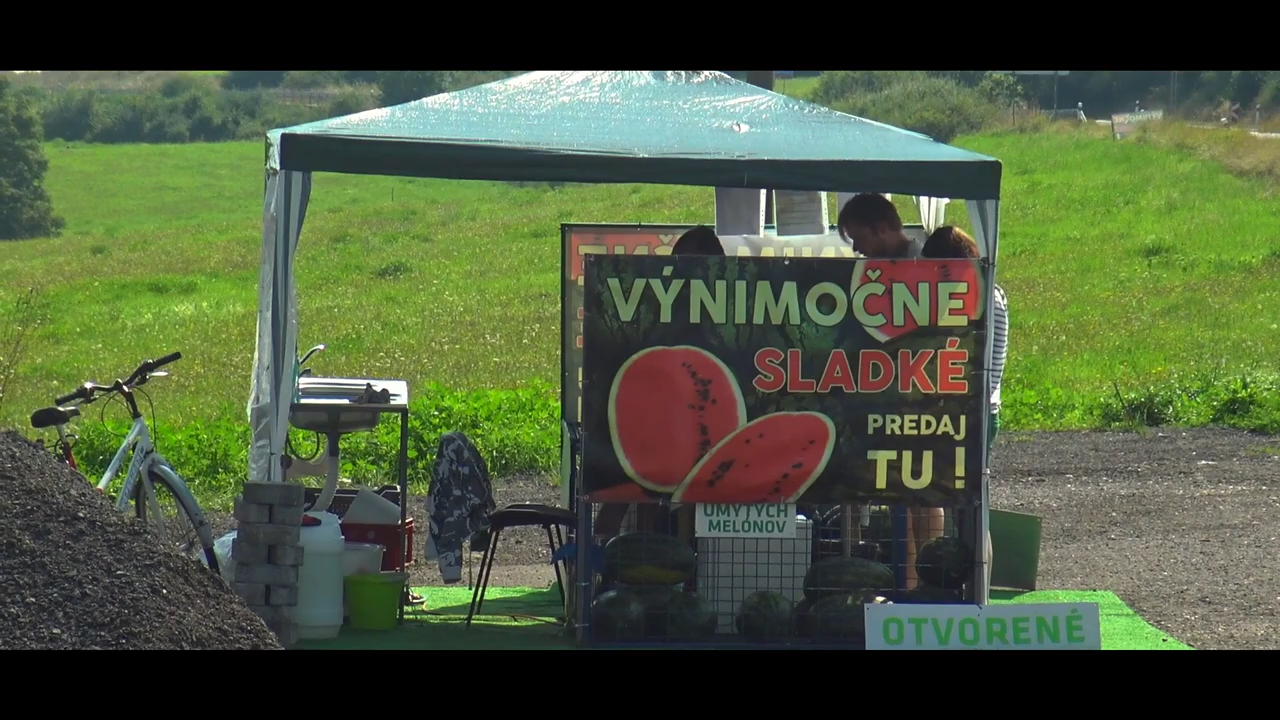 VÝNIMOČNE
SLADKÉ
PREDAJ
TU !
UMYTÝCH
MELÓNOV
OTVORENÉ